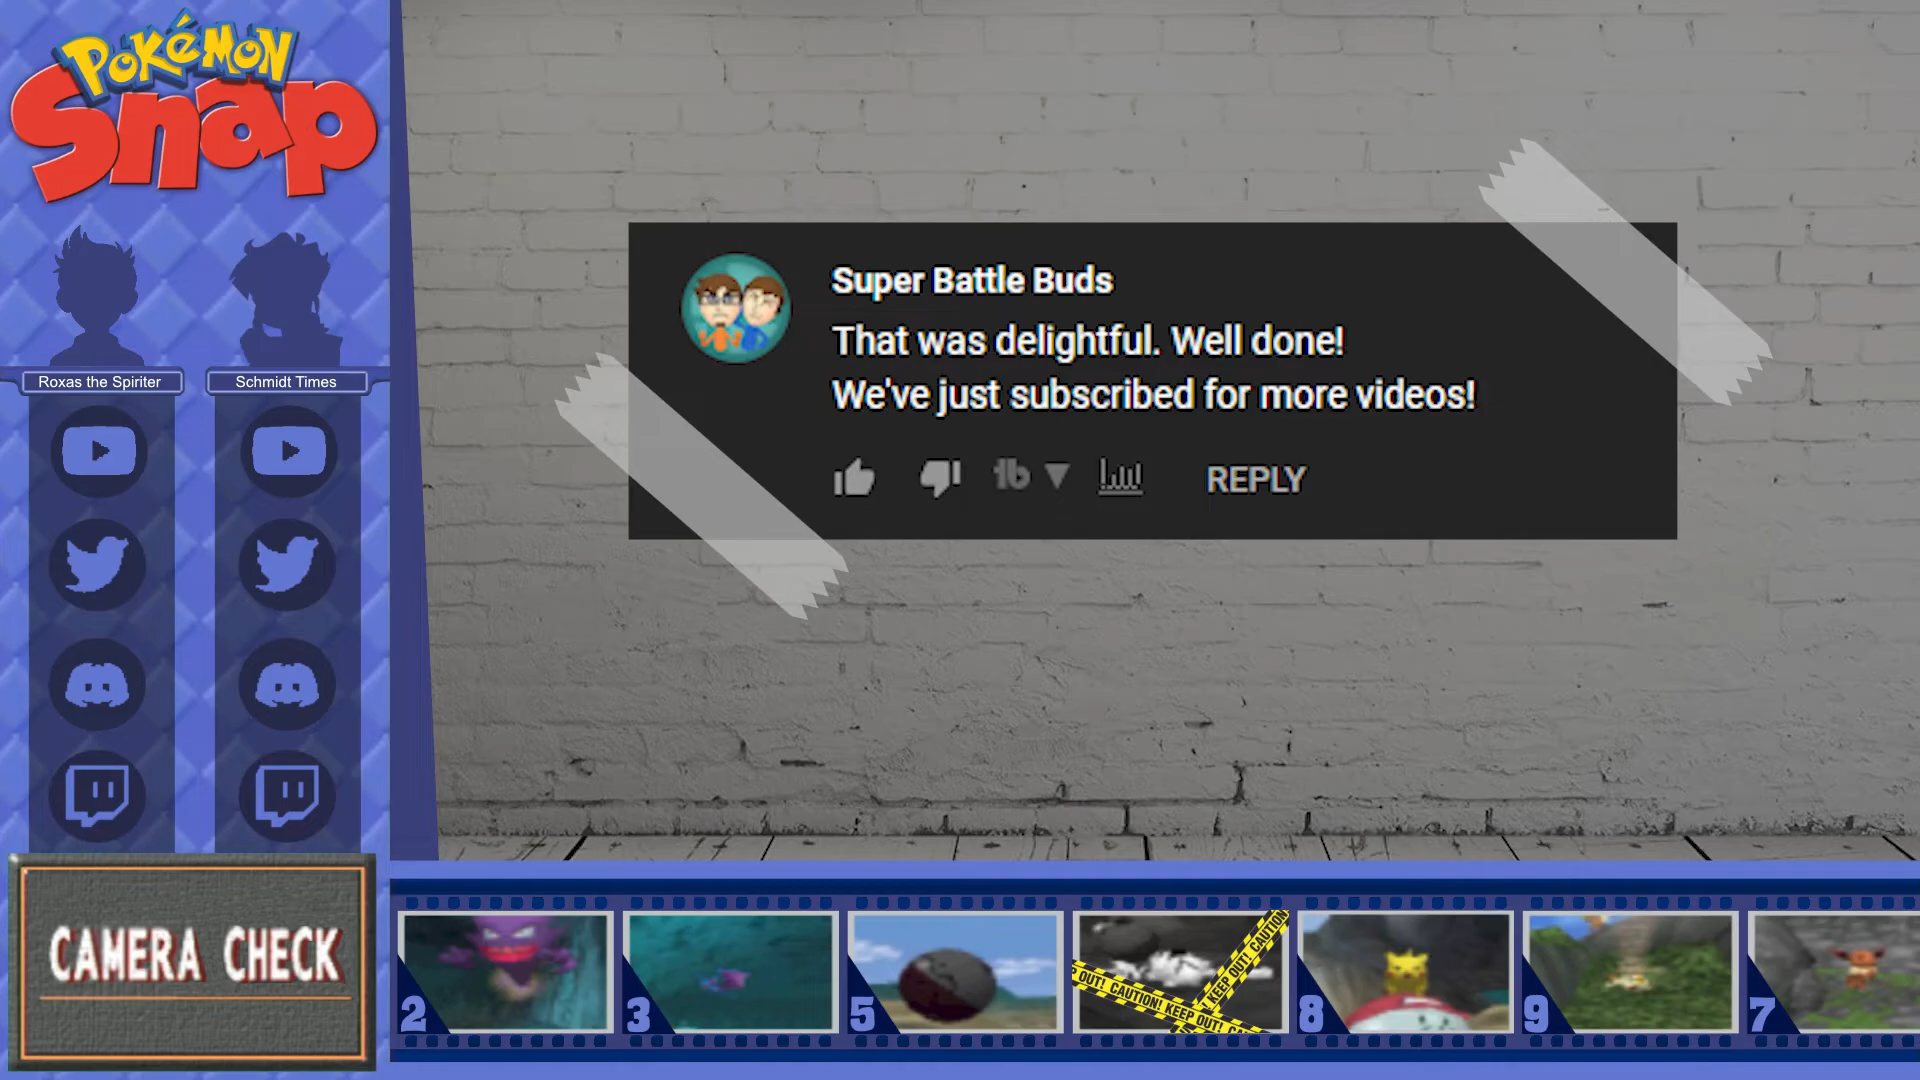 POKéMON
Snap
Roxas the Spiriter
Schmidt Times
Super Battle Buds
That was delightful. Well done!
We've just subscribed for more videos!
REPLY
CAMERA CHECK
2
3
5
OUT! CAUTION! KEEP OUT!
KEEP OUT! CAUTION
8
9
7